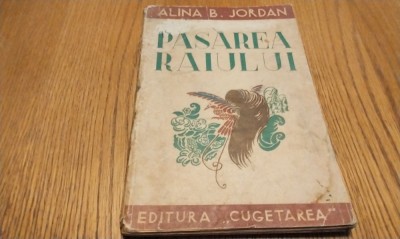 ALINA B. JORDAN
PASAREA
RAIULUI
EDITURA „CUGETAREA"